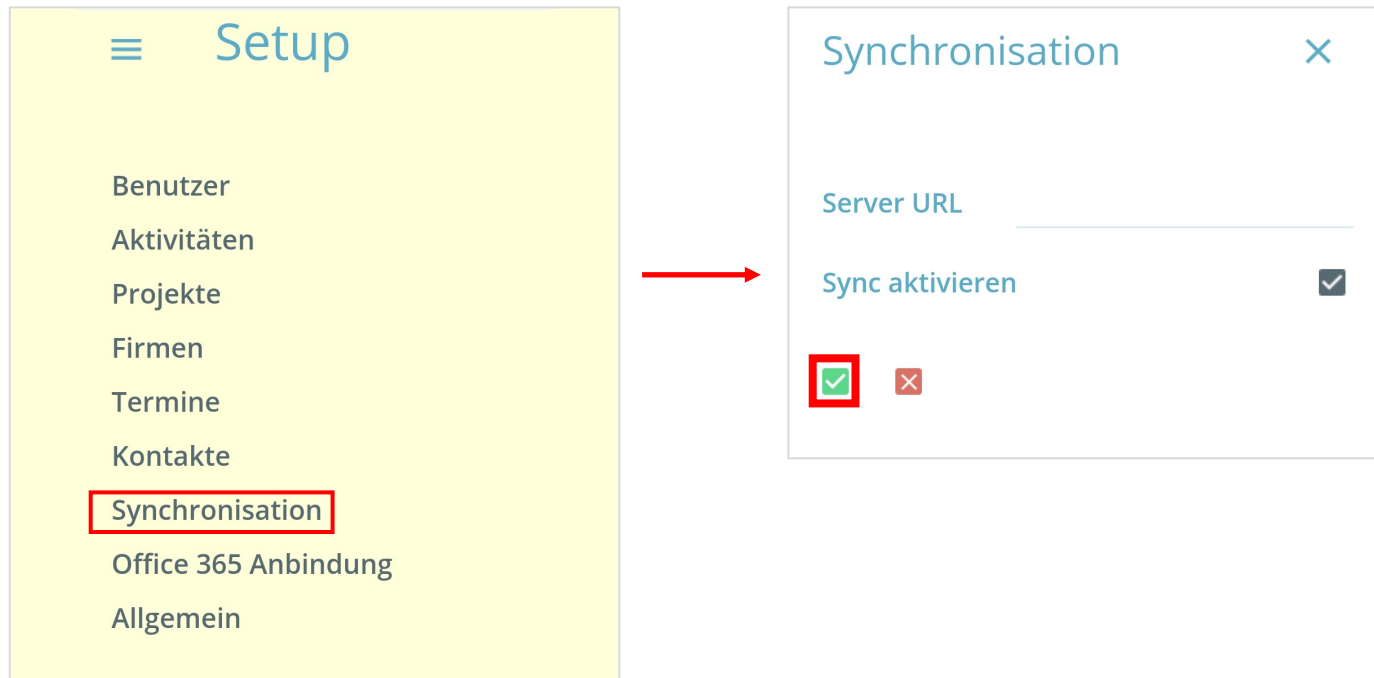 Setup
Benutzer
Aktivitäten
Projekte
Firmen
Termine
Kontakte
Synchronisation
Office 365 Anbindung
Allgemein
Synchronisation
Server URL
Sync aktivieren